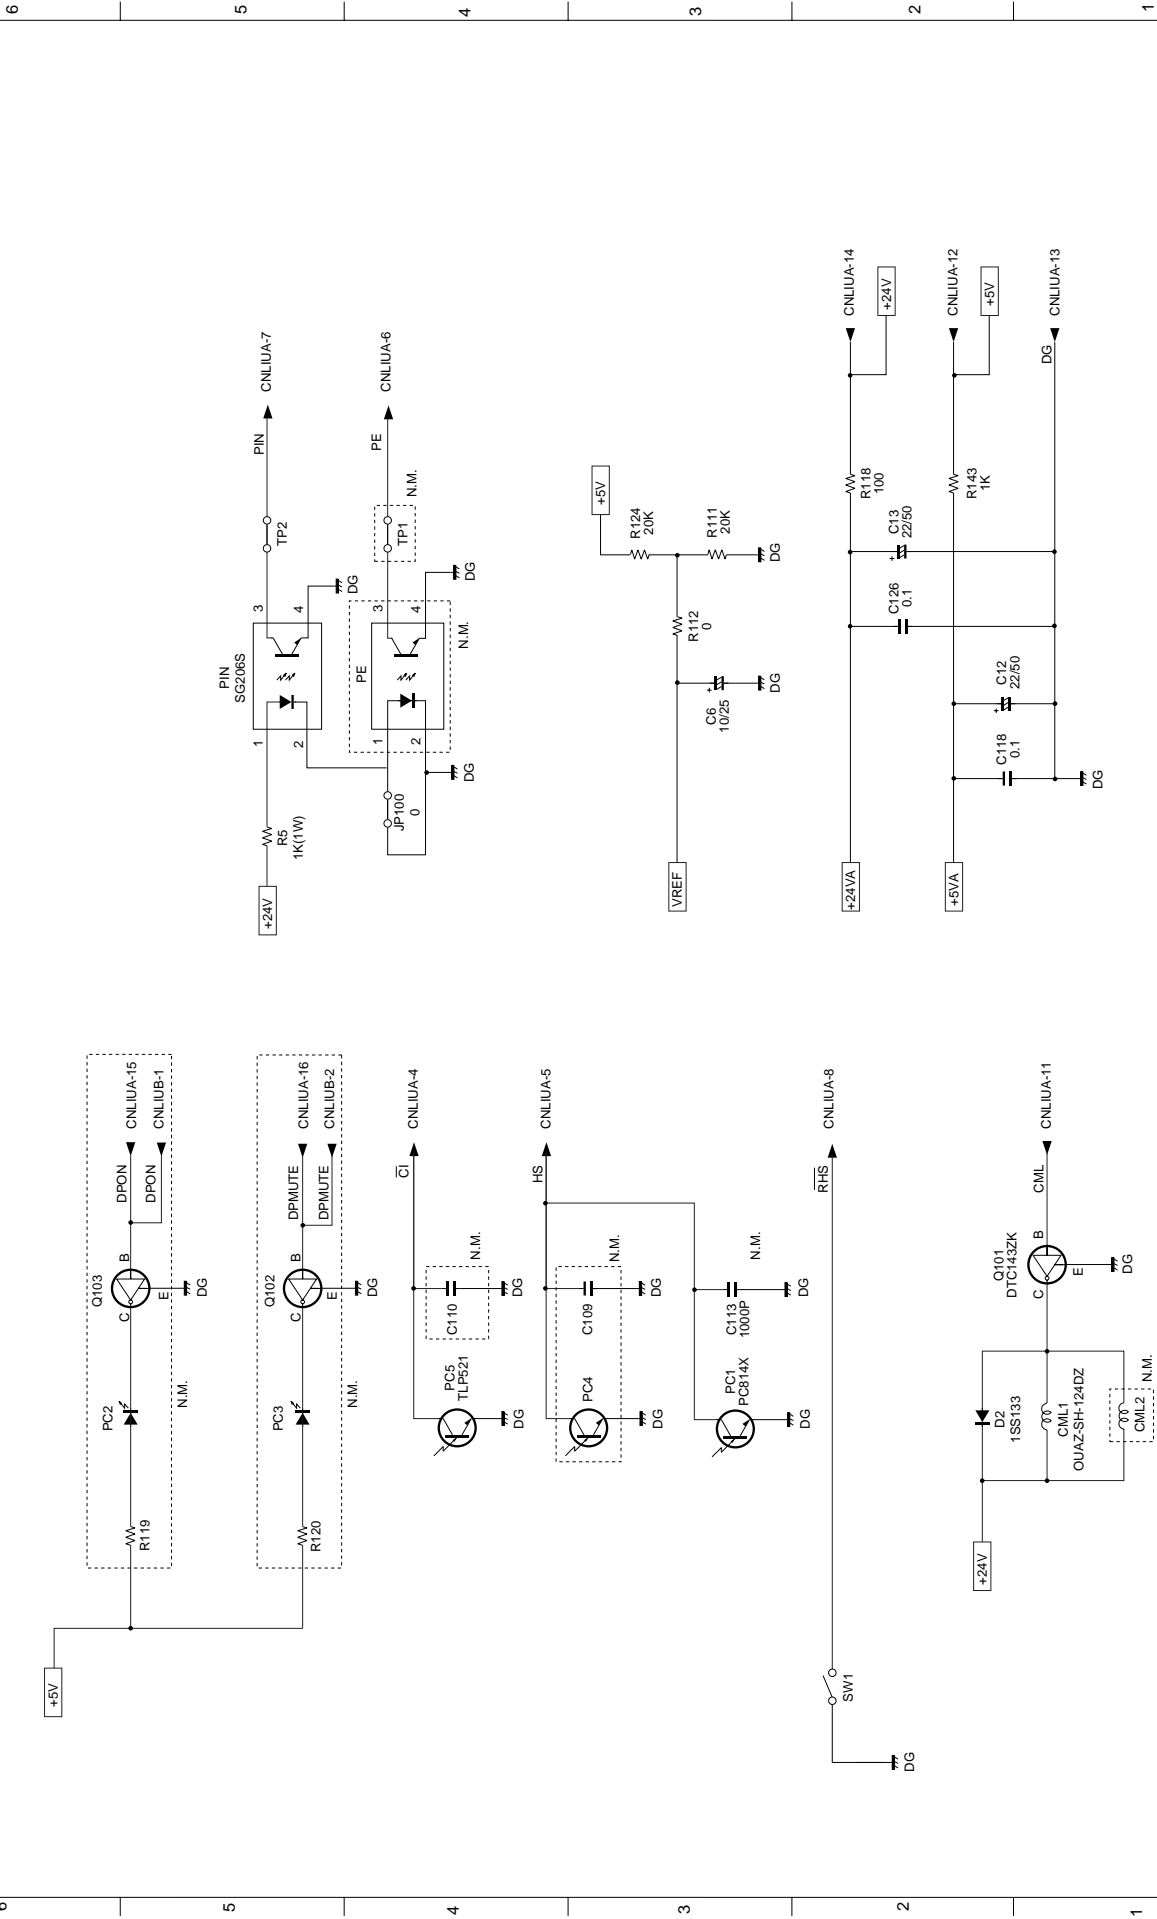 6
5
4
3
2
1
+5V
R119
PC2
Q103
C
B
E
DG
N.M.
DPON
DPON
CNLIUA-15
CNLIUB-1
R120
PC3
Q102
C
B
E
DG
N.M.
DPMUTE
DPMUTE
CNLIUA-16
CNLIUB-2
PC5
TLP521
DG
C110
DG
N.M.
CI
CNLIUA-4
PC4
DG
C109
DG
N.M.
HS
CNLIUA-5
PC1
PC814X
DG
C113
1000P
DG
N.M.
DG
SW1
RHS
CNLIUA-8
+24V
D2
1SS133
CML1
OUAZ-SH-124DZ
CML2
N.M.
Q101
DTC143ZK
C
B
E
DG
CML
CNLIUA-11
+24V
R5
1K(1W)
PIN
SG206S
1
2
3
4
DG
TP2
PIN
CNLIUA-7
JP100
0
DG
PE
1
2
3
4
DG
N.M.
TP1
N.M.
PE
CNLIUA-6
VREF
C6
10/25
DG
R112
0
+5V
R124
20K
R111
20K
DG
+24VA
C126
0.1
C13
22/50
R118
100
+24V
CNLIUA-14
+5VA
C118
0.1
C12
22/50
R143
1K
+5V
CNLIUA-12
DG
DG
CNLIUA-13
6
5
4
3
2
1